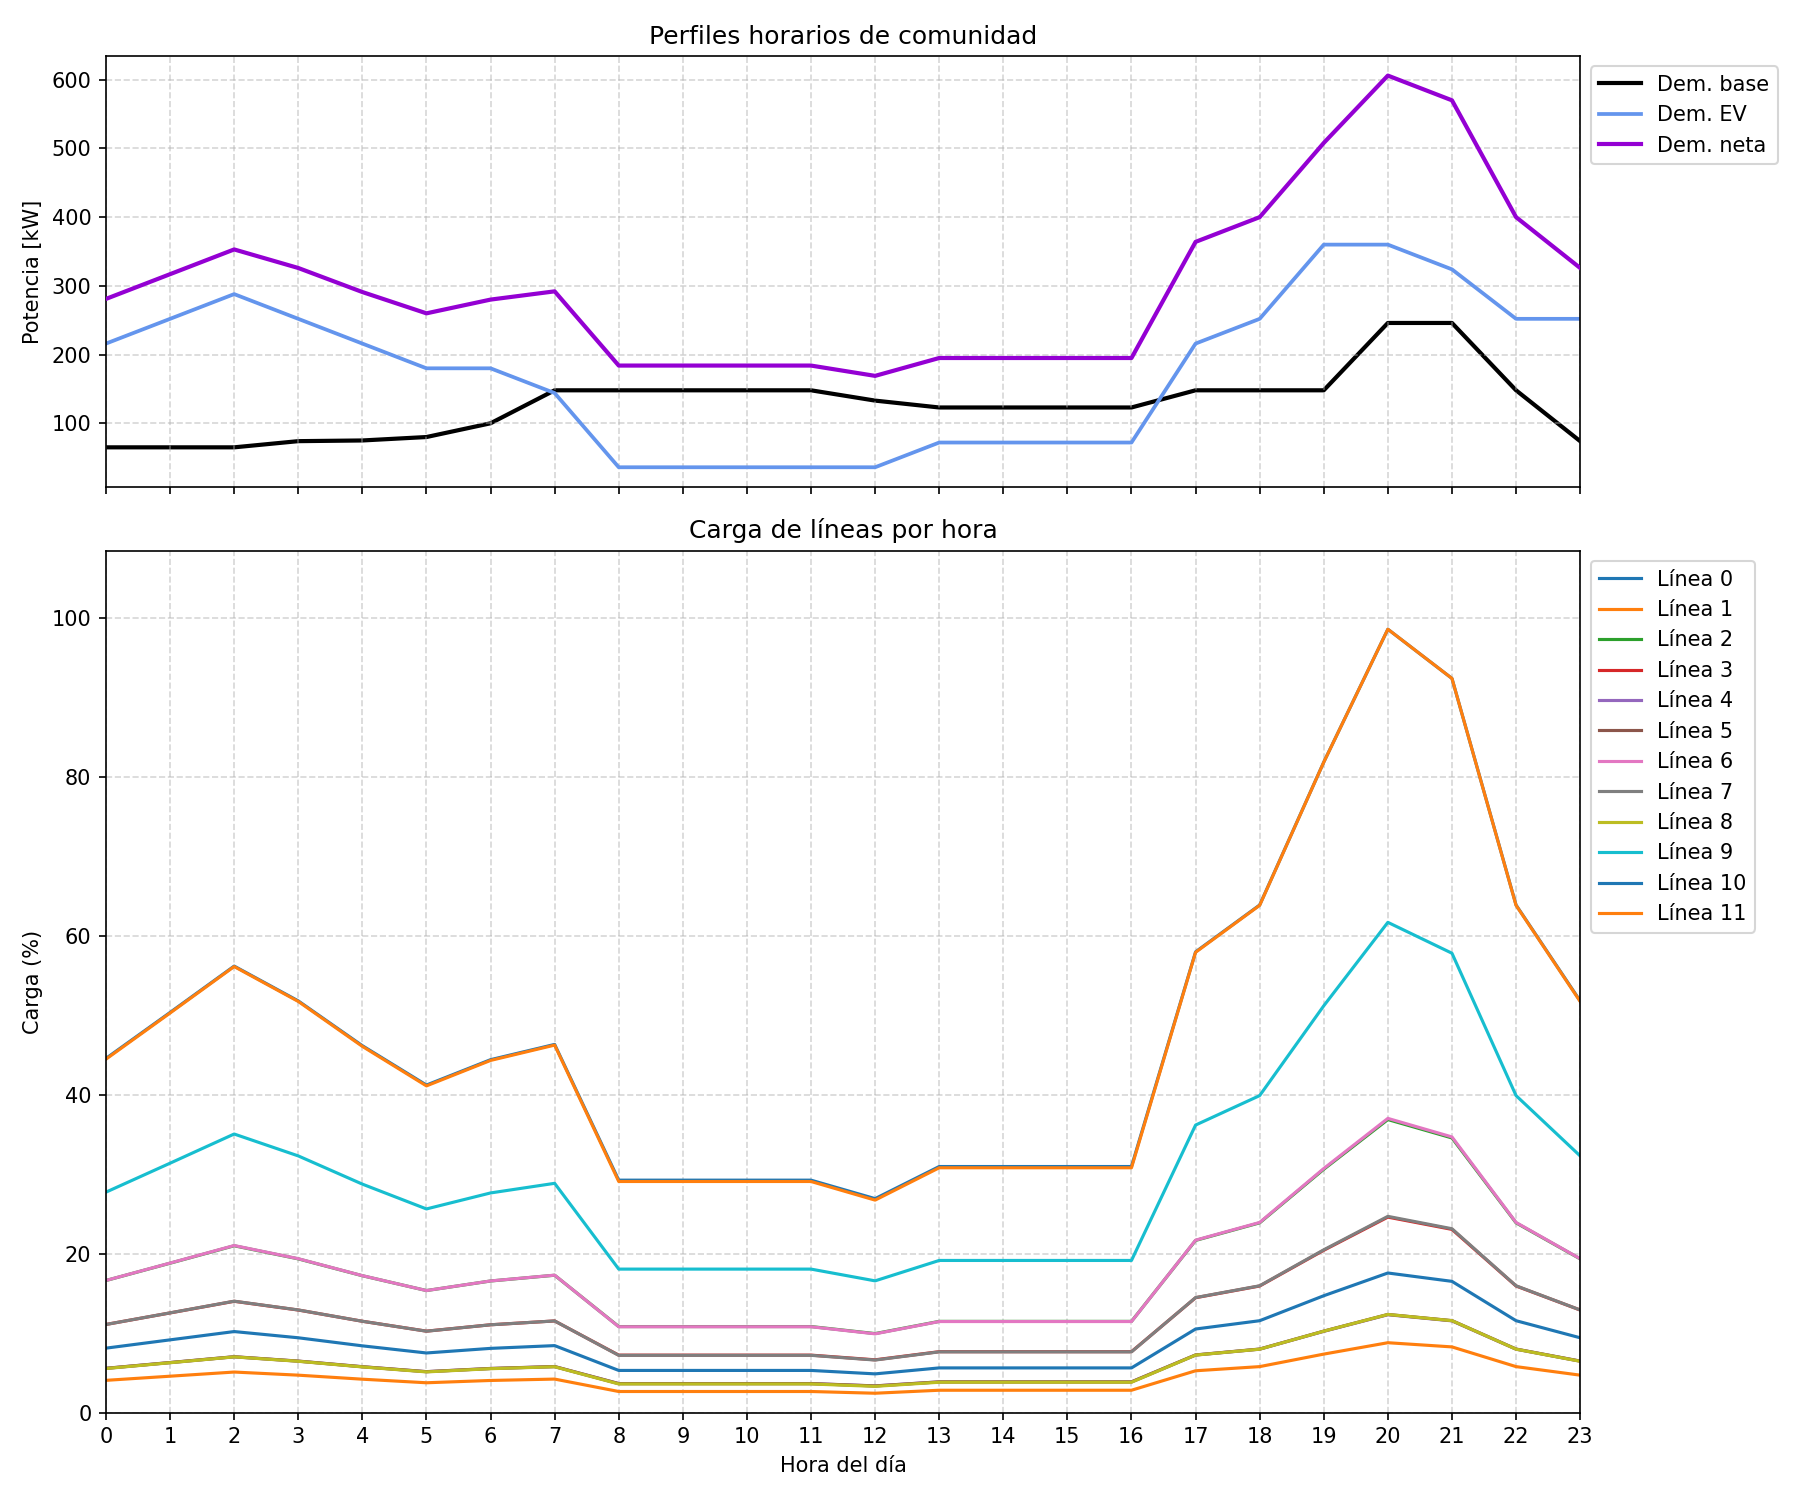 Perfiles horarios de comunidad
600
500
400
300
200
100
Potencia [kW]
Dem. base
Dem. EV
Dem. neta
Carga de líneas por hora
100
80
60
40
20
0
Carga (%)
0 1 2 3 4 5 6 7 8 9 10 11 12 13 14 15 16 17 18 19 20 21 22 23
Hora del día
Línea 0
Línea 1
Línea 2
Línea 3
Línea 4
Línea 5
Línea 6
Línea 7
Línea 8
Línea 9
Línea 10
Línea 11